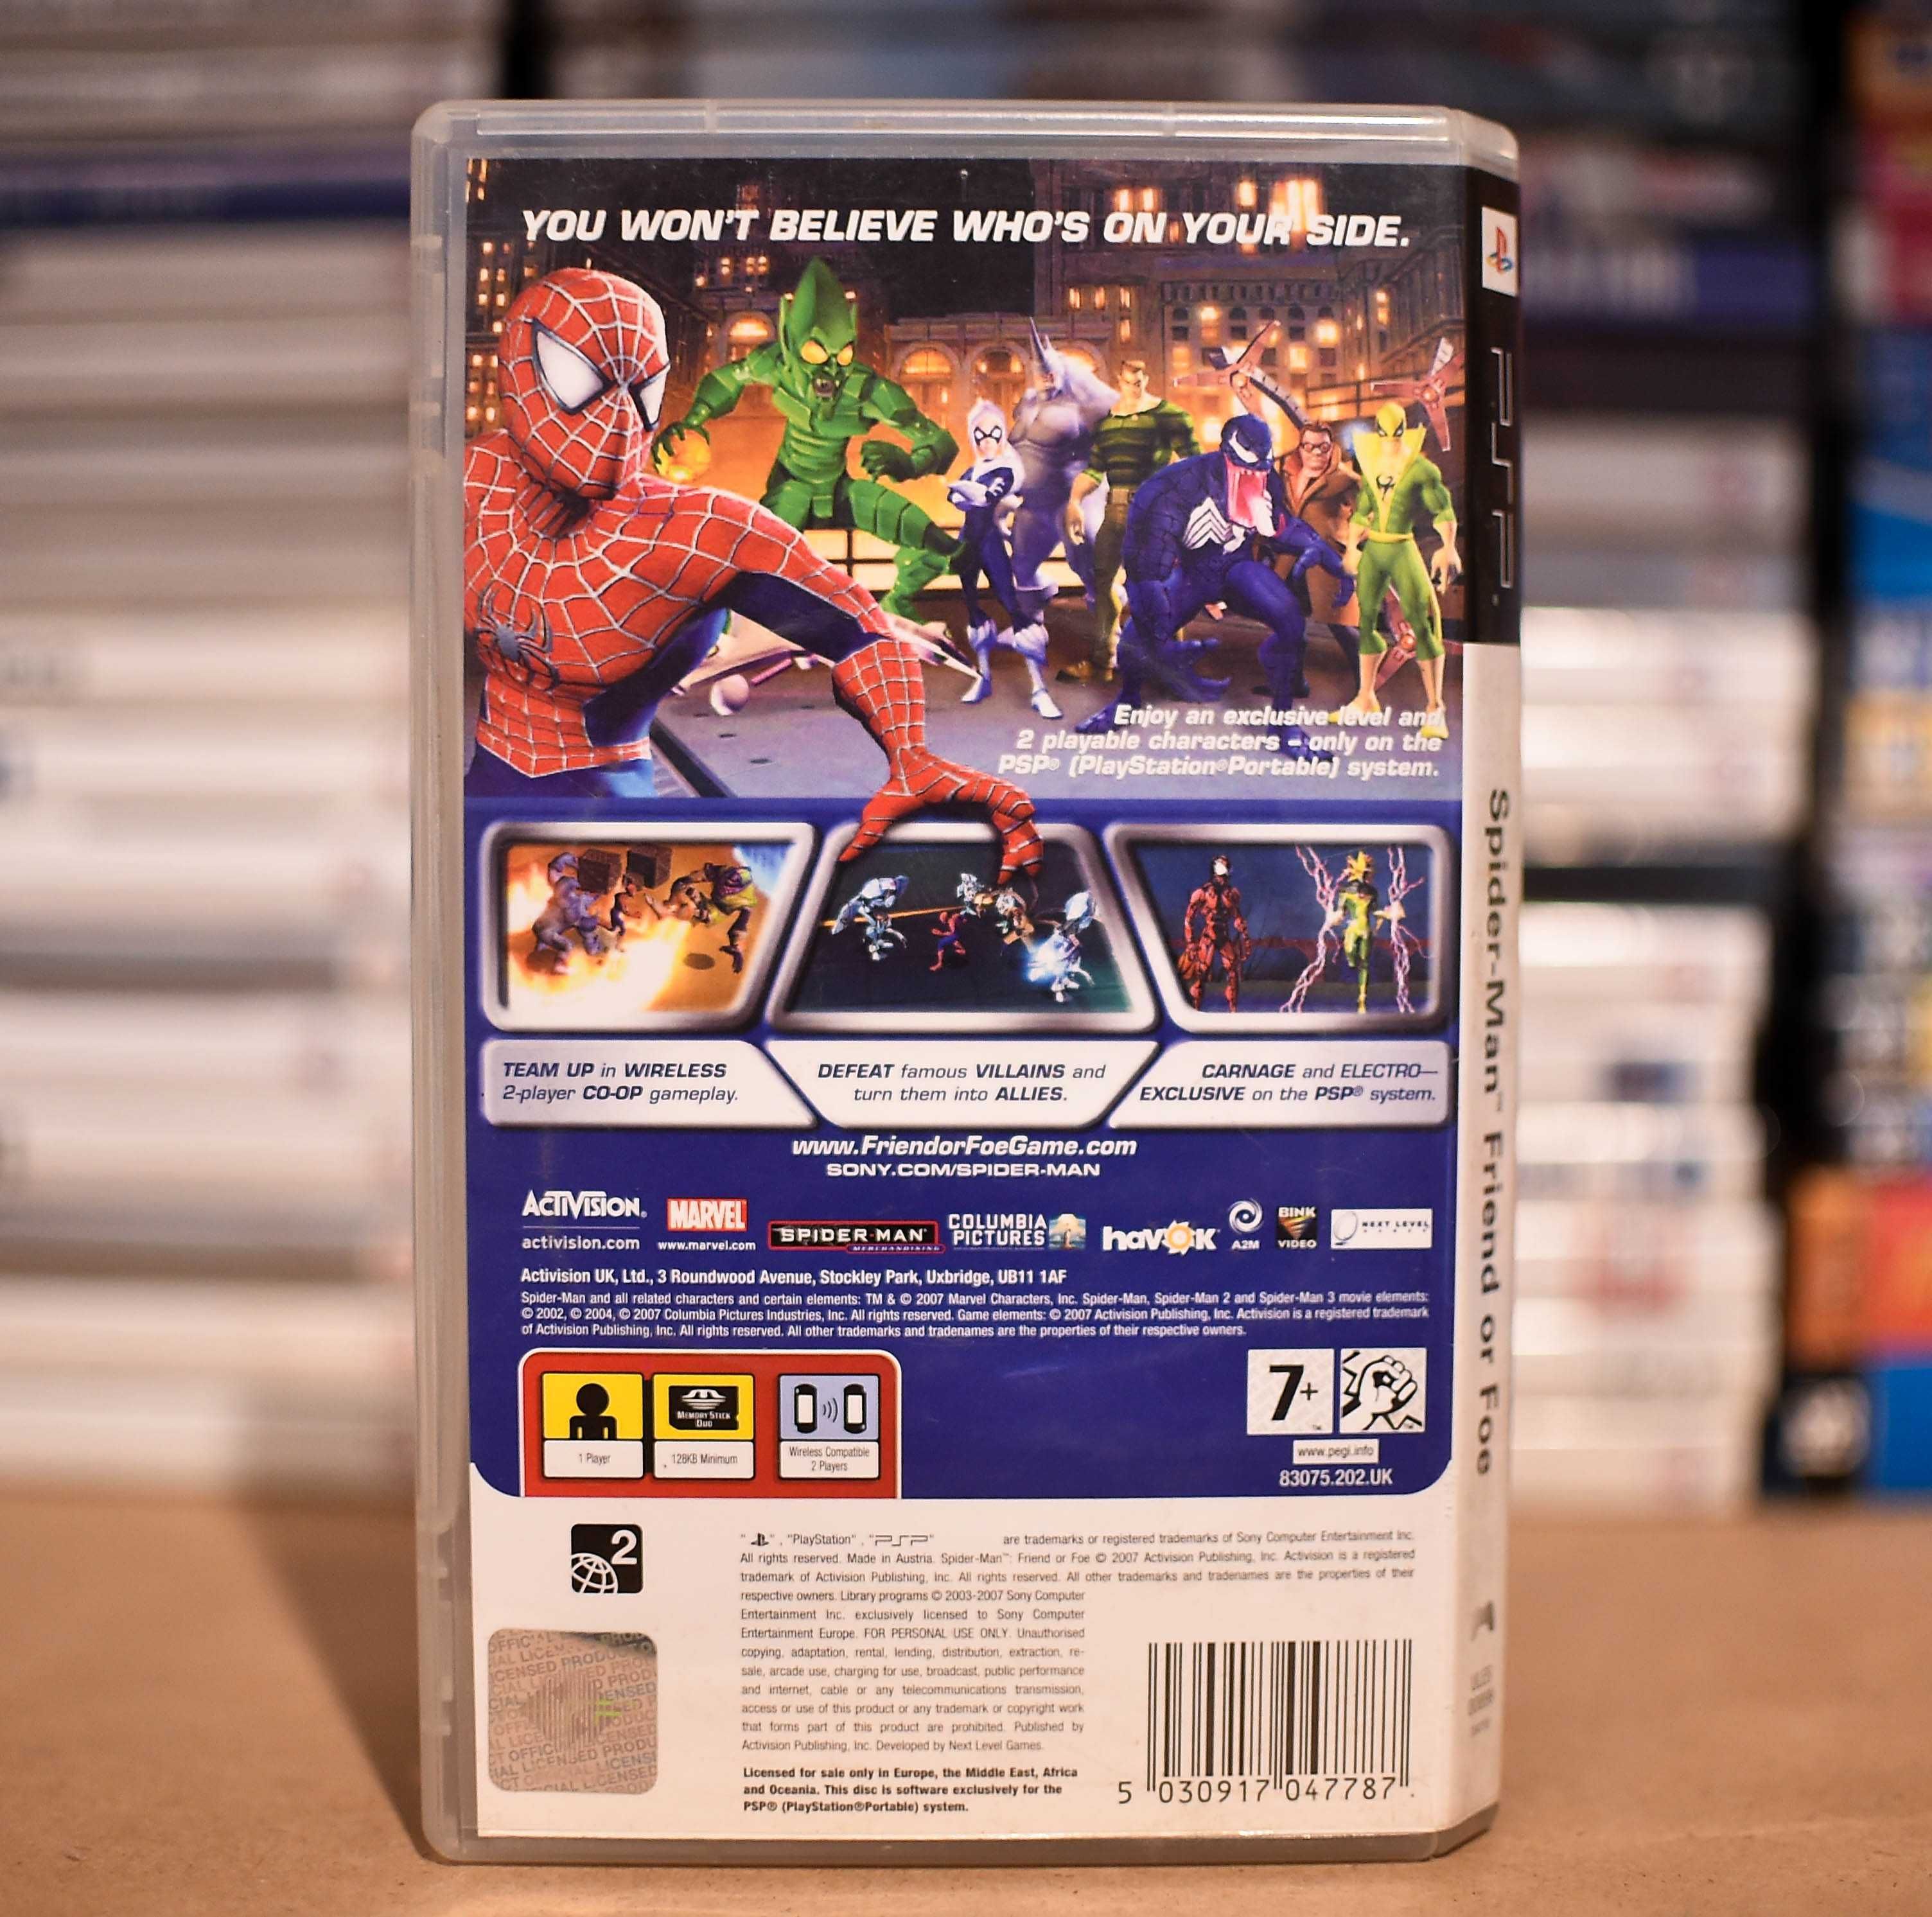 YOU WON'T BELIEVE WHO'S ON YOUR SIDE.
Enjoy an exclusive level and
2 playable characters – only on the
PSP® (PlayStation®Portable) system.
TEAM UP in WIRELESS
2-player CO-OP gameplay.
DEFEAT famous VILLAINS and
turn them into ALLIES.
CARNAGE and ELECTRO—
EXCLUSIVE on the PSP® system.
www.FriendorFoeGame.com
SONY.COM/SPIDER-MAN
ACTIVISION.
activision.com
MARVEL
www.marvel.com
SPIDER-MAN
MERCHANDISING
COLUMBIA
PICTURES
havok
A2M
BINK
VIDEO
NEXT LEVEL
GAMES
Activision UK, Ltd., 3 Roundwood Avenue, Stockley Park, Uxbridge, UB11 1AF
Spider-Man and all related characters and certain elements: TM & © 2007 Marvel Characters, Inc. Spider-Man, Spider-Man 2 and Spider-Man 3 movie elements:
© 2002, © 2004, © 2007 Columbia Pictures Industries, Inc. All rights reserved. Game elements: © 2007 Activision Publishing, Inc. Activision is a registered trademark
of Activision Publishing, Inc. All rights reserved. All other trademarks and tradenames are the properties of their respective owners.
1 Player
MEMORY STICK
DUO
128KB Minimum
Wireless Compatible
2 Players
7+
www.pegi.info
83075.202.UK
2
" ", "PlayStation", "PSP" are trademarks or registered trademarks of Sony Computer Entertainment Inc.
All rights reserved. Made in Austria. Spider-Man™: Friend or Foe © 2007 Activision Publishing, Inc. Activision is a registered
trademark of Activision Publishing, Inc. All rights reserved. All other trademarks and tradenames are the properties of their
respective owners. Library programs © 2003-2007 Sony Computer
Entertainment Inc. exclusively licensed to Sony Computer
Entertainment Europe. FOR PERSONAL USE ONLY. Unauthorised
copying, adaptation, rental, lending, distribution, extraction, re-
sale, arcade use, charging for use, broadcast, public performance
and internet, cable or any telecommunications transmission,
access or use of this product or any trademark or copyright work
that forms part of this product are prohibited. Published by
Activision Publishing, Inc. Developed by Next Level Games.
Licensed for sale only in Europe, the Middle East, Africa
and Oceania. This disc is software exclusively for the
PSP® (PlayStation®Portable) system.
5 030917 047787
OFFICIAL LICENSED PRODUCT
PSP
Spider-Man™ Friend or Foe